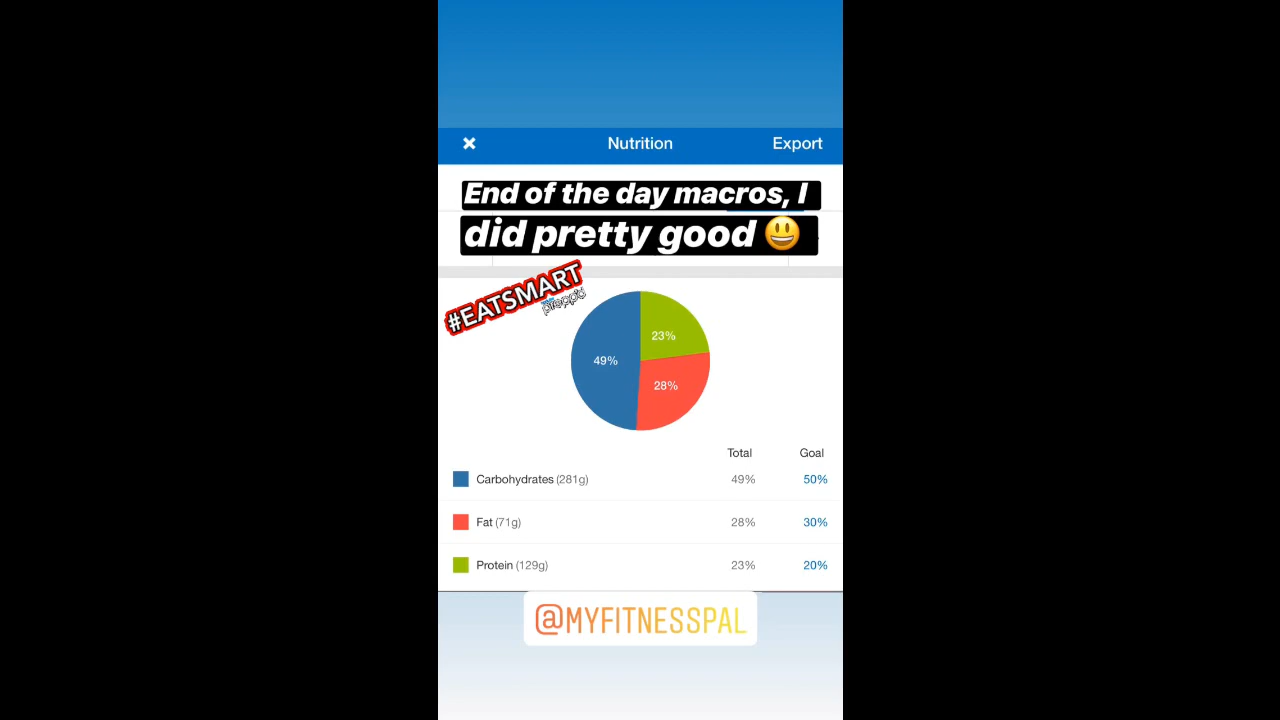 Nutrition
Export
End of the day macros, I
did pretty good 😃
#EATSMART
prepp'd
23%
49%
28%
Total Goal
Carbohydrates (281g) 49% 50%
Fat (71g) 28% 30%
Protein (129g) 23% 20%
@MYFITNESSPAL